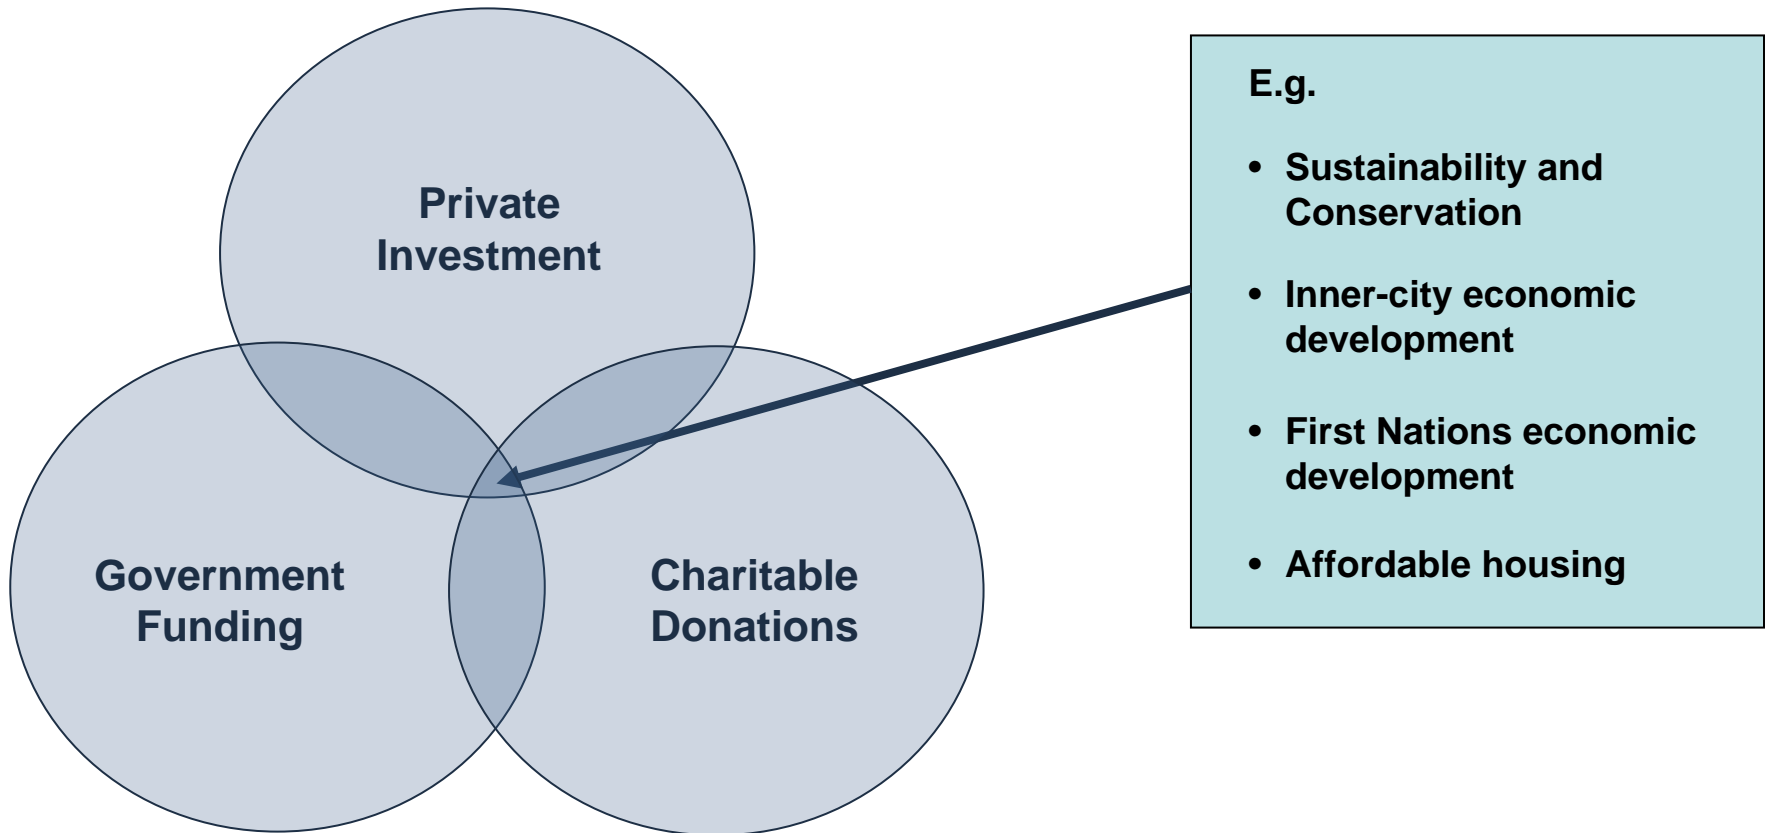 Private
Investment
Government
Funding
Charitable
Donations
E.g.
• Sustainability and
Conservation
• Inner-city economic
development
• First Nations economic
development
• Affordable housing